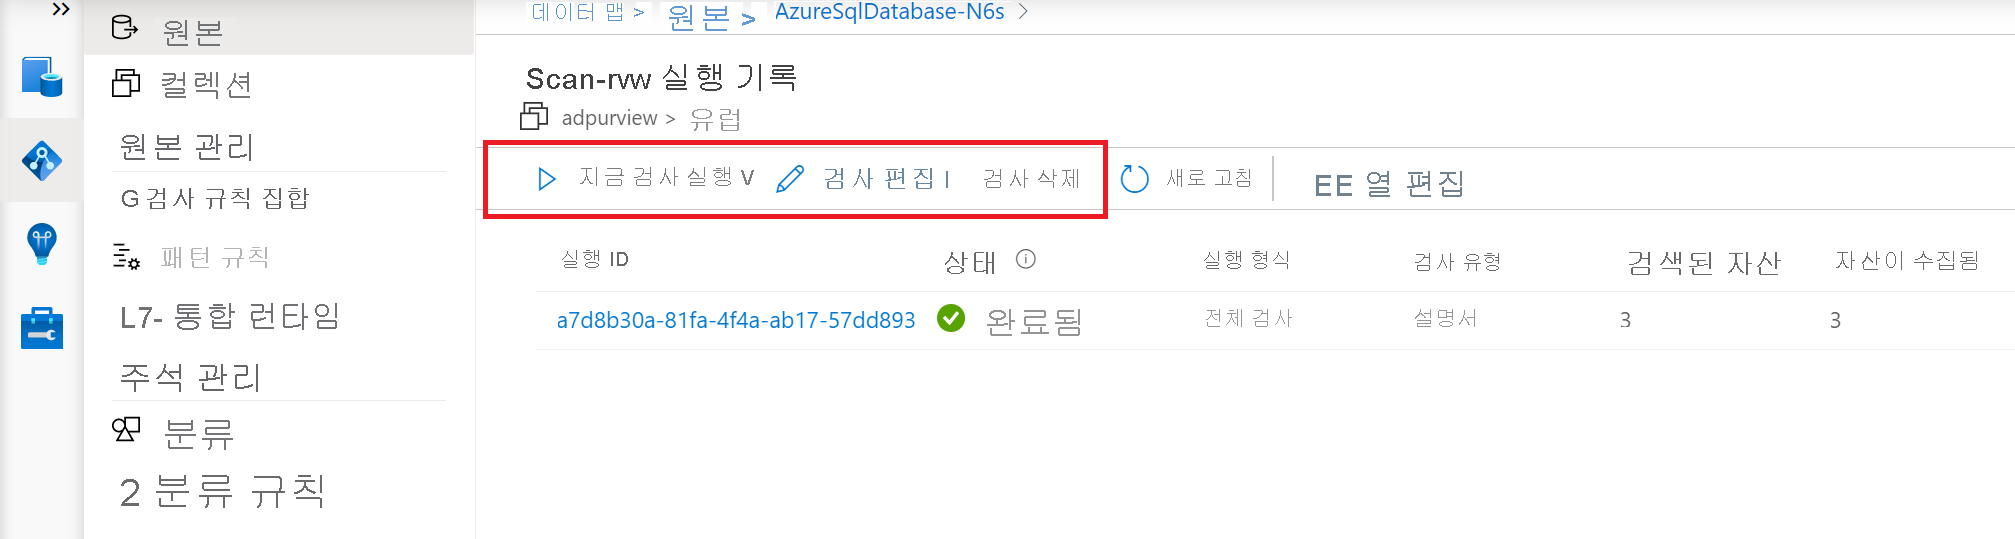 원본
컬렉션
원본 관리
G 검사 규칙 집합
패턴 규칙
L7- 통합 런타임
주석 관리
분류
2 분류 규칙
데이터 맵 > 원본 > AzureSqlDatabase-N6s >
Scan-rvw 실행 기록
adpurview > 유럽
지금 검사 실행 V 검사 편집 I 검사 삭제 새로 고침 EE 열 편집
실행 ID 상태 실행 형식 검사 유형 검색된 자산 자산이 수집됨
a7d8b30a-81fa-4f4a-ab17-57dd893 완료됨 전체 검사 설명서 3 3